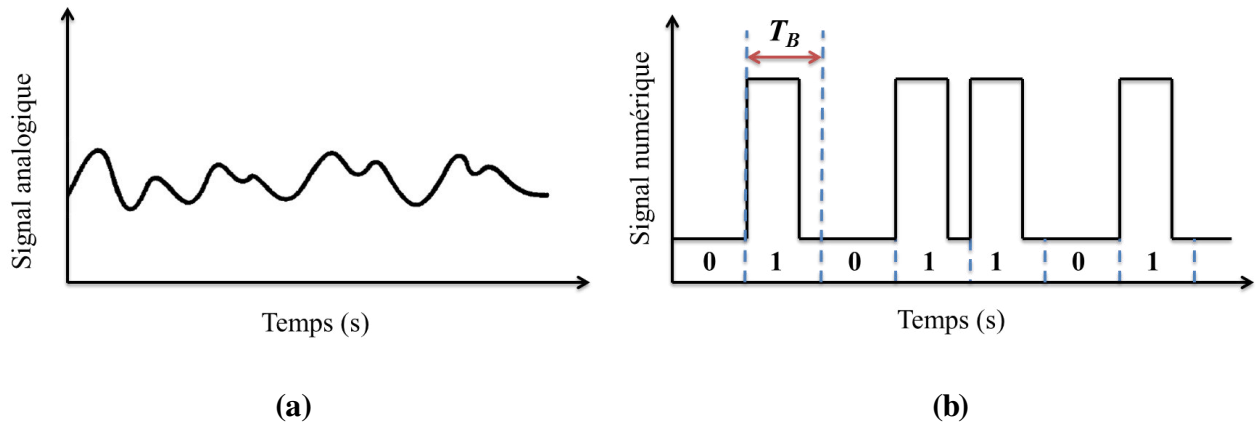 Signal analogique
Temps (s)
(a)
Signal numérique
T_B
0 1 0 1 1 0 1
Temps (s)
(b)